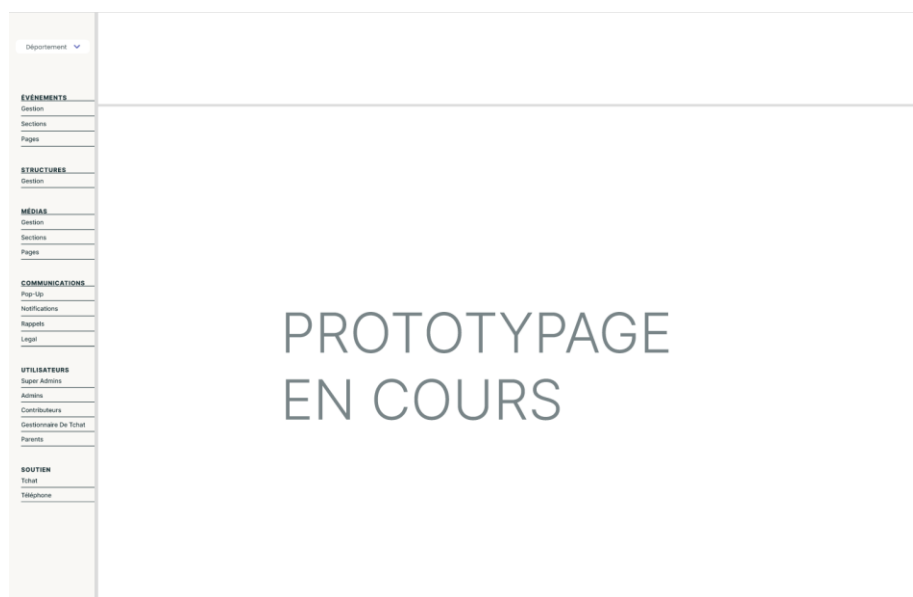 Département
ÉVÉNEMENTS
Gestion
Sections
Pages
STRUCTURES
Gestion
MÉDIAS
Gestion
Sections
Pages
COMMUNICATIONS
Pop-Up
Notifications
Rappels
Legal
UTILISATEURS
Super Admins
Admins
Contributeurs
Gestionnaire De Tchat
Parents
SOUTIEN
Tchat
Téléphone
PROTOTYPAGE
EN COURS